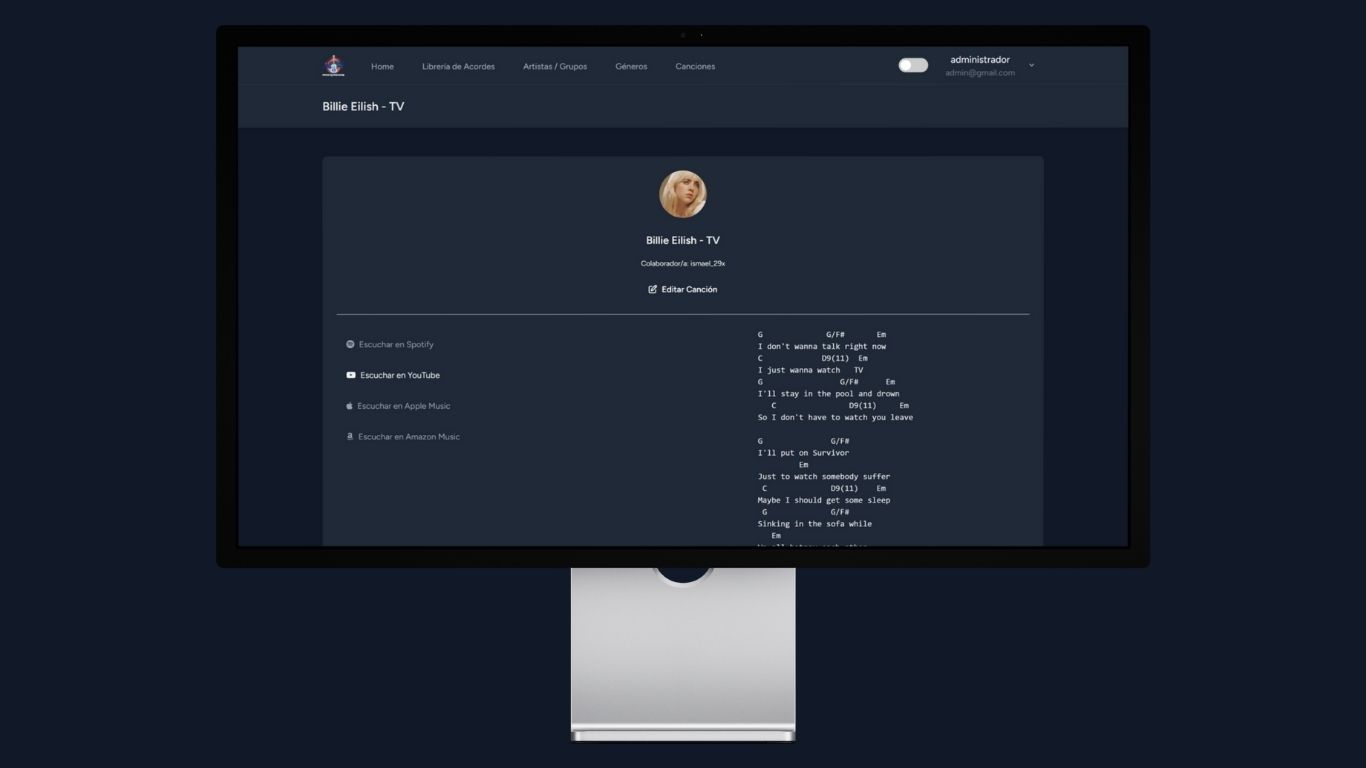 Home Librería de Acordes Artistas / Grupos Géneros Canciones administrador
admin@gmail.com
Billie Eilish - TV
Billie Eilish - TV
Colaborador/a: ismael_29x
Editar Canción
Escuchar en Spotify
Escuchar en YouTube
Escuchar en Apple Music
Escuchar en Amazon Music
G G/F# Em
I don't wanna talk right now
C D9(11) Em
I just wanna watch TV
G G/F# Em
I'll stay in the pool and drown
C D9(11) Em
So I don't have to watch you leave
G G/F#
I'll put on Survivor
Em
Just to watch somebody suffer
C D9(11) Em
Maybe I should get some sleep
G G/F#
Sinking in the sofa while
Em